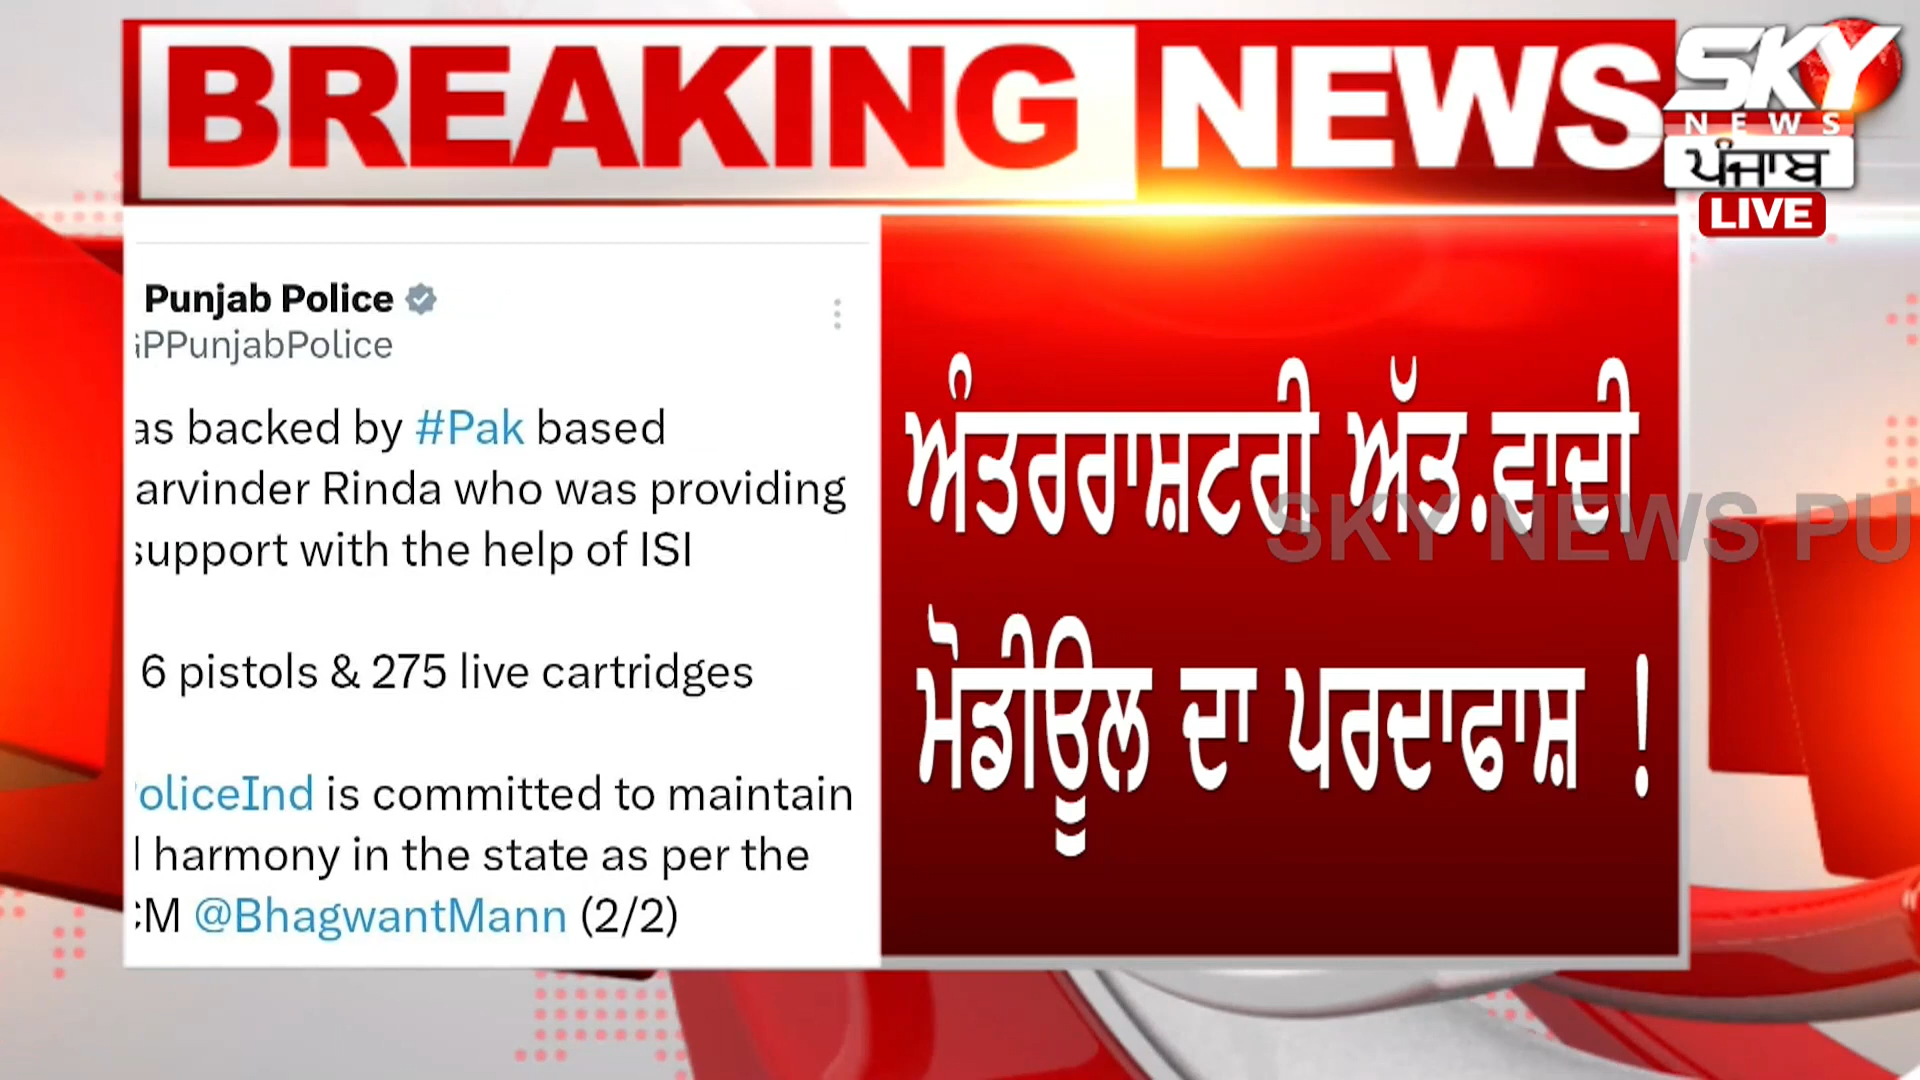 BREAKING NEWS
SKY
NEWS
ਪੰਜਾਬ
LIVE
Punjab Police
PPunjabPolice
as backed by #Pak based
arvinder Rinda who was providing
support with the help of ISI
6 pistols & 275 live cartridges
oliceInd is committed to maintain
harmony in the state as per the
CM @BhagwantMann (2/2)
ਅੰਤਰਰਾਸ਼ਟਰੀ ਅੱਤ.ਵਾਦੀ
ਮੋਡੀਊਲ ਦਾ ਪਰਦਾਫਾਸ਼ !
SKY NEWS PU